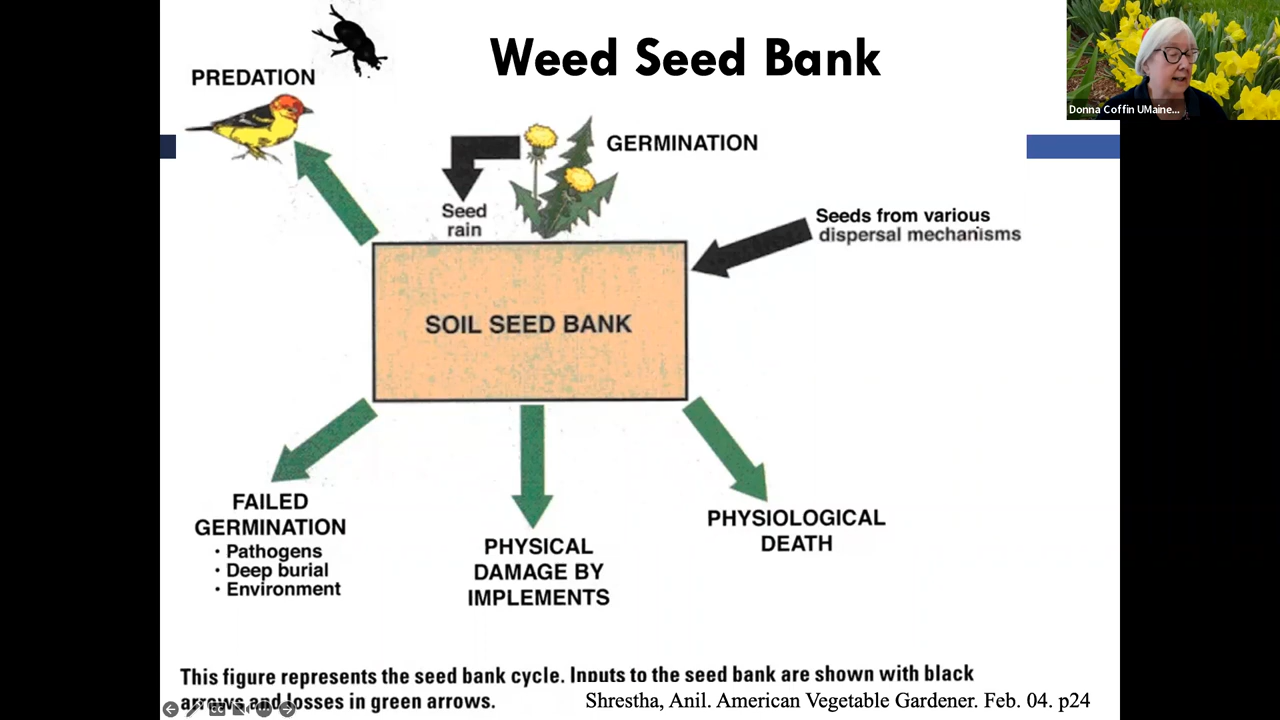 Weed Seed Bank
PREDATION
GERMINATION
Seed
rain
Seeds from various
dispersal mechanisms
SOIL SEED BANK
FAILED
GERMINATION
• Pathogens
• Deep burial
• Environment
PHYSICAL
DAMAGE BY
IMPLEMENTS
PHYSIOLOGICAL
DEATH
This figure represents the seed bank cycle. Inputs to the seed bank are shown with black
arrows and losses in green arrows.
Shrestha, Anil. American Vegetable Gardener. Feb. 04. p24
Donna Coffin UMaine...